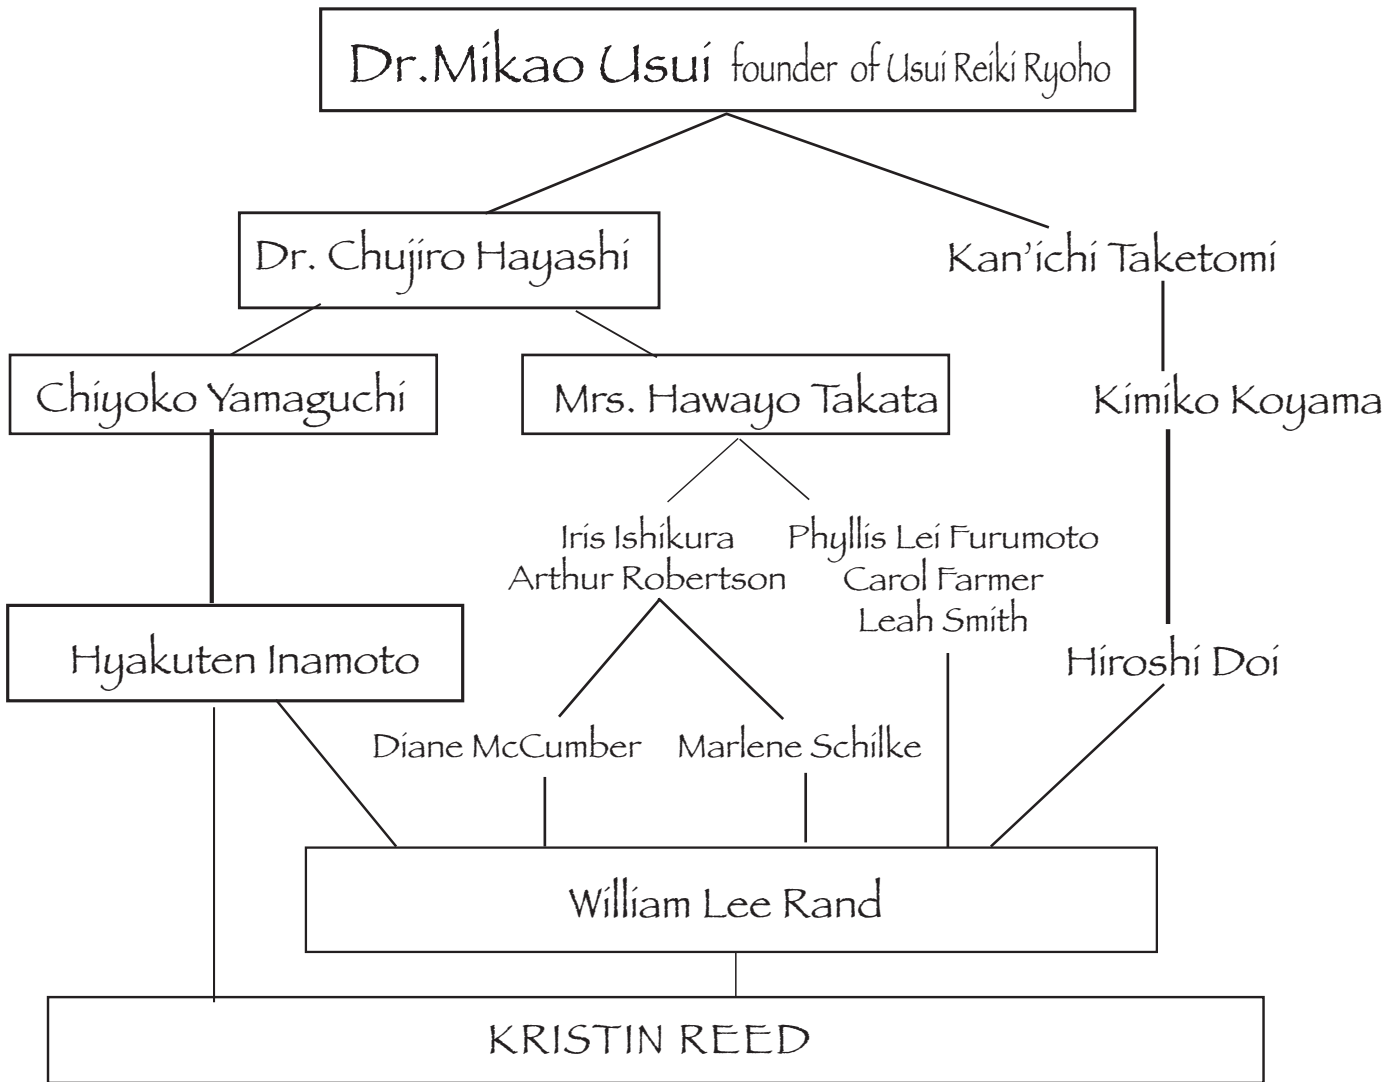 Dr.Mikao Usui founder of Usui Reiki Ryoho
Dr. Chujiro Hayashi
Kan'ichi Taketomi
Chiyoko Yamaguchi
Mrs. Hawayo Takata
Kimiko Koyama
Iris Ishikura
Arthur Robertson
Phyllis Lei Furumoto
Carol Farmer
Leah Smith
Hyakuten Inamoto
Hiroshi Doi
Diane McCumber
Marlene Schilke
William Lee Rand
KRISTIN REED